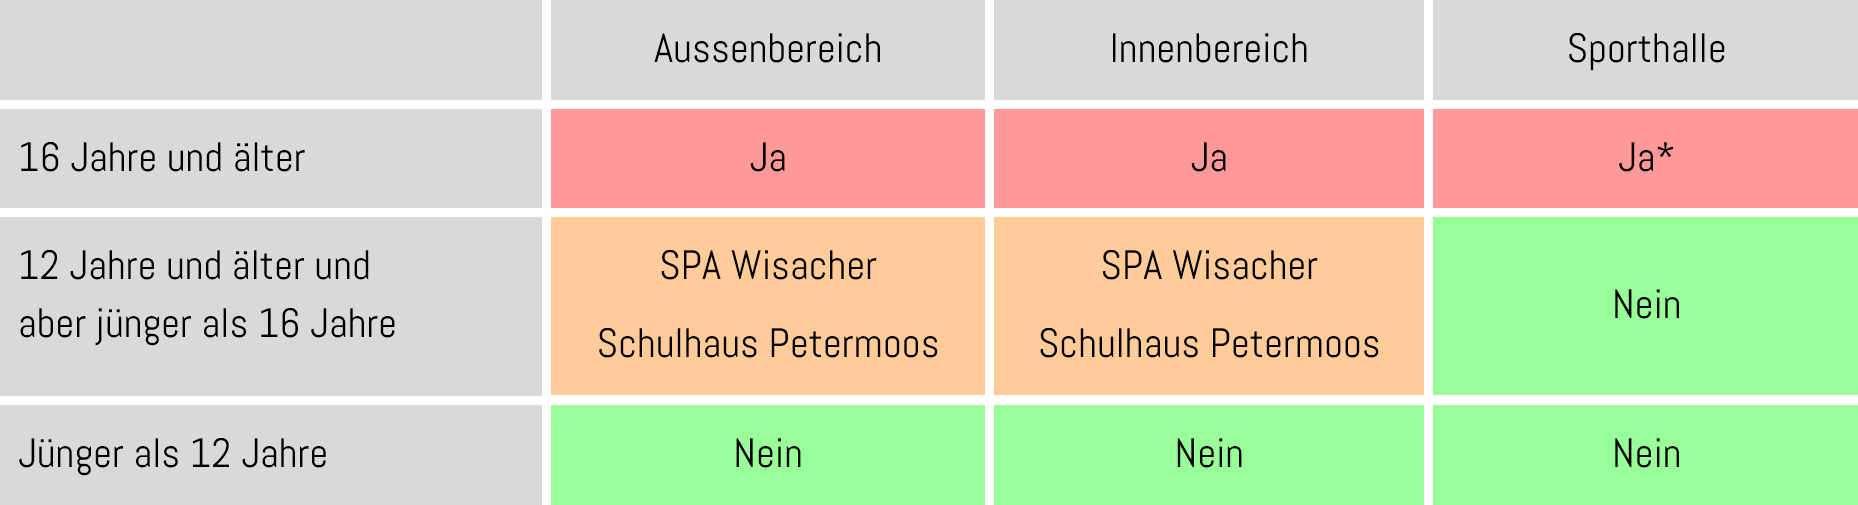 Aussenbereich Innenbereich Sporthalle
16 Jahre und älter Ja Ja Ja*
12 Jahre und älter und SPA Wisacher SPA Wisacher
aber jünger als 16 Jahre Schulhaus Petermoos Schulhaus Petermoos Nein
Jünger als 12 Jahre Nein Nein Nein